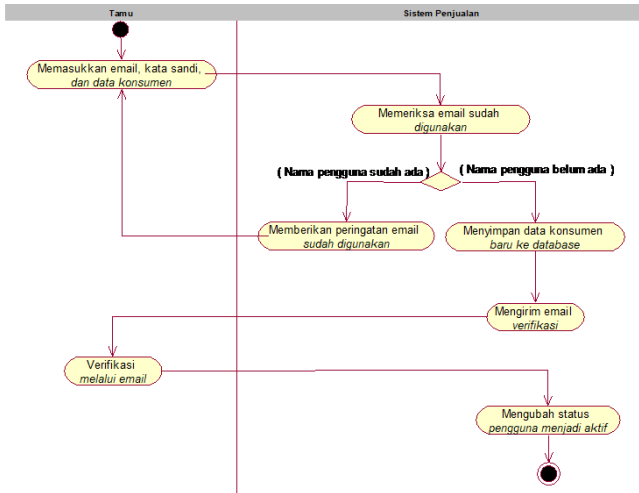 Tamu
Sistem Penjualan
Memasukkan email, kata sandi,
dan data konsumen
Memeriksa email sudah
digunakan
( Nama pengguna sudah ada )
( Nama pengguna belum ada )
Memberikan peringatan email
sudah digunakan
Menyimpan data konsumen
baru ke database
Mengirim email
verifikasi
Verifikasi
melalui email
Mengubah status
pengguna menjadi aktif